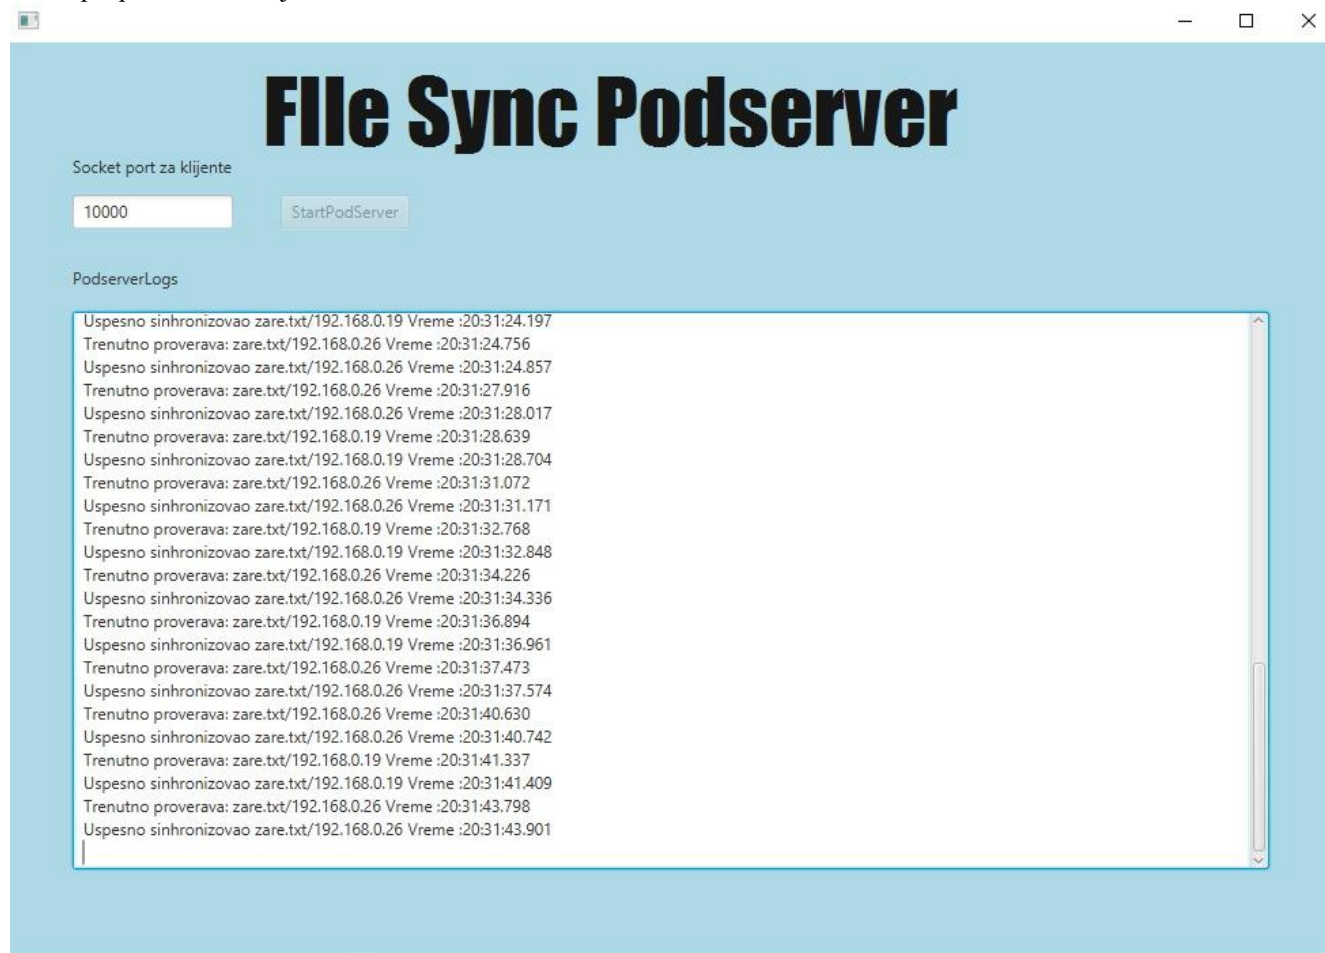 FIle Sync Podserver
Socket port za klijente
10000
StartPodServer
PodserverLogs
Uspesno sinhronizovao zare.txt/192.168.0.19 Vreme :20:31:24.197
Trenutno proverava: zare.txt/192.168.0.26 Vreme :20:31:24.756
Uspesno sinhronizovao zare.txt/192.168.0.26 Vreme :20:31:24.857
Trenutno proverava: zare.txt/192.168.0.26 Vreme :20:31:27.916
Uspesno sinhronizovao zare.txt/192.168.0.26 Vreme :20:31:28.017
Trenutno proverava: zare.txt/192.168.0.19 Vreme :20:31:28.639
Uspesno sinhronizovao zare.txt/192.168.0.19 Vreme :20:31:28.704
Trenutno proverava: zare.txt/192.168.0.26 Vreme :20:31:31.072
Uspesno sinhronizovao zare.txt/192.168.0.26 Vreme :20:31:31.171
Trenutno proverava: zare.txt/192.168.0.19 Vreme :20:31:32.768
Uspesno sinhronizovao zare.txt/192.168.0.19 Vreme :20:31:32.848
Trenutno proverava: zare.txt/192.168.0.26 Vreme :20:31:34.226
Uspesno sinhronizovao zare.txt/192.168.0.26 Vreme :20:31:34.336
Trenutno proverava: zare.txt/192.168.0.19 Vreme :20:31:36.894
Uspesno sinhronizovao zare.txt/192.168.0.19 Vreme :20:31:36.961
Trenutno proverava: zare.txt/192.168.0.26 Vreme :20:31:37.473
Uspesno sinhronizovao zare.txt/192.168.0.26 Vreme :20:31:37.574
Trenutno proverava: zare.txt/192.168.0.26 Vreme :20:31:40.630
Uspesno sinhronizovao zare.txt/192.168.0.26 Vreme :20:31:40.742
Trenutno proverava: zare.txt/192.168.0.19 Vreme :20:31:41.337
Uspesno sinhronizovao zare.txt/192.168.0.19 Vreme :20:31:41.409
Trenutno proverava: zare.txt/192.168.0.26 Vreme :20:31:43.798
Uspesno sinhronizovao zare.txt/192.168.0.26 Vreme :20:31:43.901